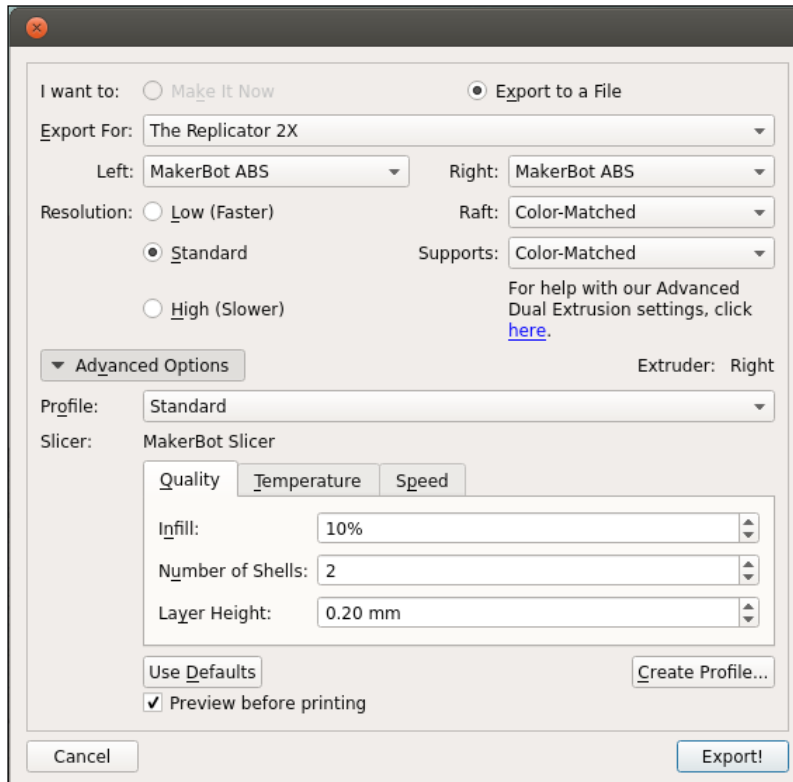 I want to: Make It Now Export to a File
Export For: The Replicator 2X
Left: MakerBot ABS Right: MakerBot ABS
Resolution: Low (Faster) Raft: Color-Matched
Standard Supports: Color-Matched
For help with our Advanced
Dual Extrusion settings, click
High (Slower)
here.
Advanced Options Extruder: Right
Profile: Standard
Slicer: MakerBot Slicer
Quality Temperature Speed
Infill: 10%
Number of Shells: 2
Layer Height: 0.20 mm
Use Defaults Create Profile...
Preview before printing
Cancel Export!